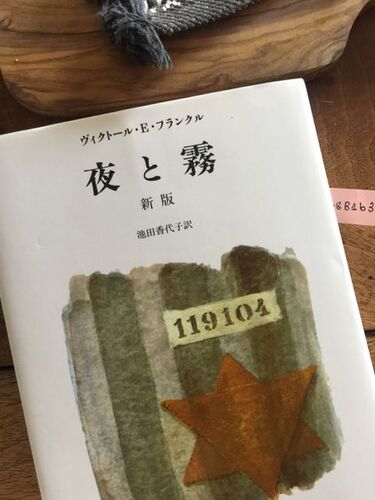 ヴィクトール・E・フランクル
夜と霧
新版
池田香代子訳
119104